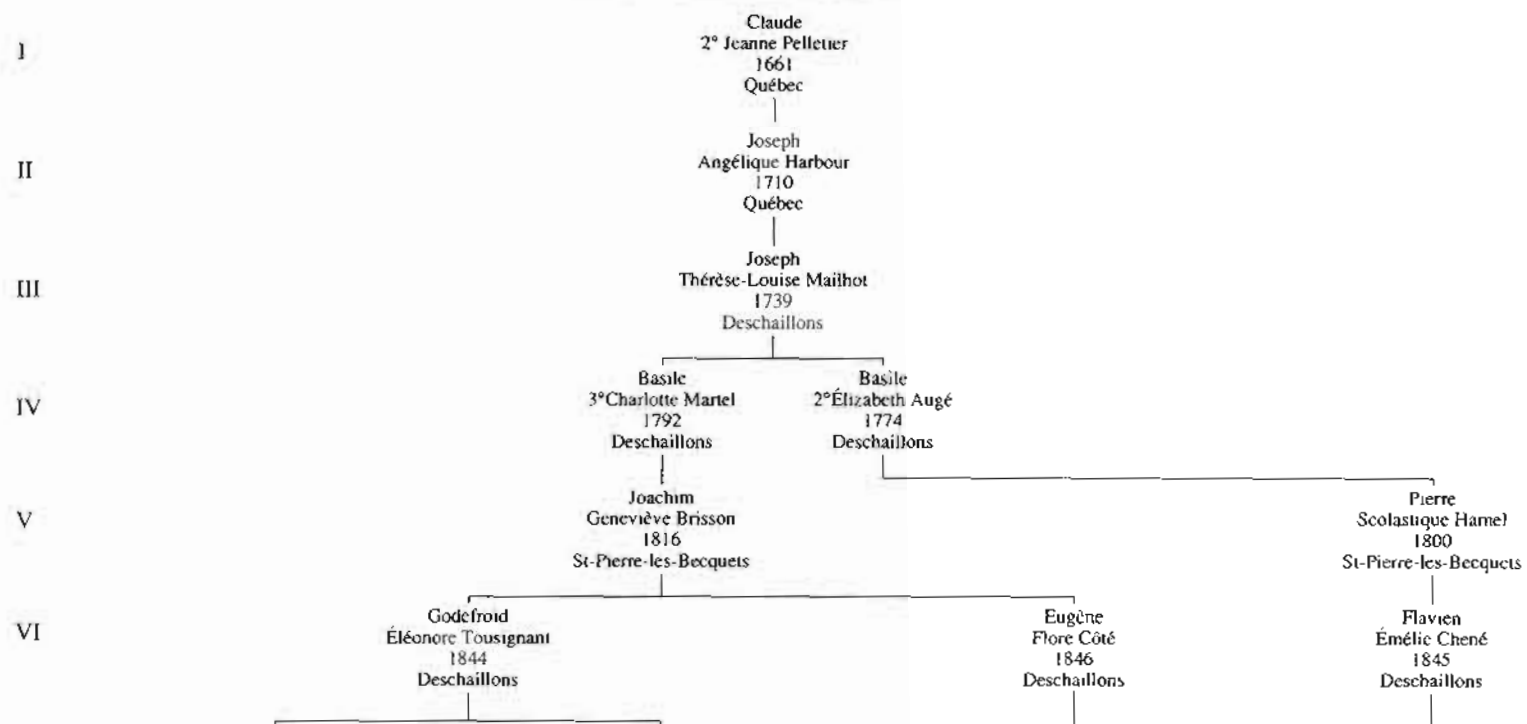 I
Claude
2° Jeanne Pelletier
1661
Québec
II
Joseph
Angélique Harbour
1710
Québec
III
Joseph
Thérèse-Louise Mailhot
1739
Deschaillons
IV
Basile
3°Charlotte Martel
1792
Deschaillons
Basile
2°Élizabeth Augé
1774
Deschaillons
V
Joachim
Geneviève Brisson
1816
St-Pierre-les-Becquets
Pierre
Scolastique Hamel
1800
St-Pierre-les-Becquets
VI
Godefroid
Éléonore Tousignant
1844
Deschaillons
Eugène
Flore Côté
1846
Deschaillons
Flavien
Émélie Chené
1845
Deschaillons